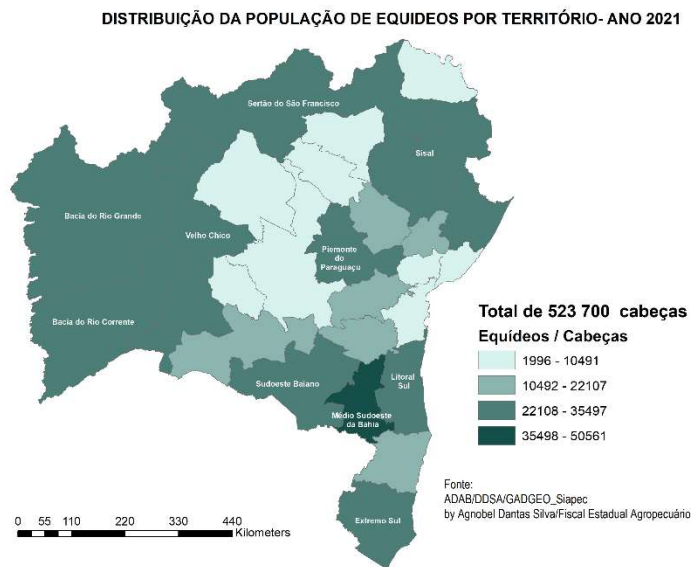 DISTRIBUIÇÃO DA POPULAÇÃO DE EQUIDEOS POR TERRITÓRIO- ANO 2021
Sertão do São Francisco
Sisal
Bacia do Rio Grande
Velho Chico
Piemonte
do
Paraguaçu
Bacia do Rio Corrente
Sudoeste Baiano
Litoral
Sul
Médio Sudoeste
da Bahia
Extremo Sul
Total de 523 700 cabeças
Equídeos / Cabeças
1996 - 10491
10492 - 22107
22108 - 35497
35498 - 50561
Fonte:
ADAB/DDSA/GADGEO_Siapec
by Agnobel Dantas Silva/Fiscal Estadual Agropecuário
0 55 110 220 330 440
Kilometers